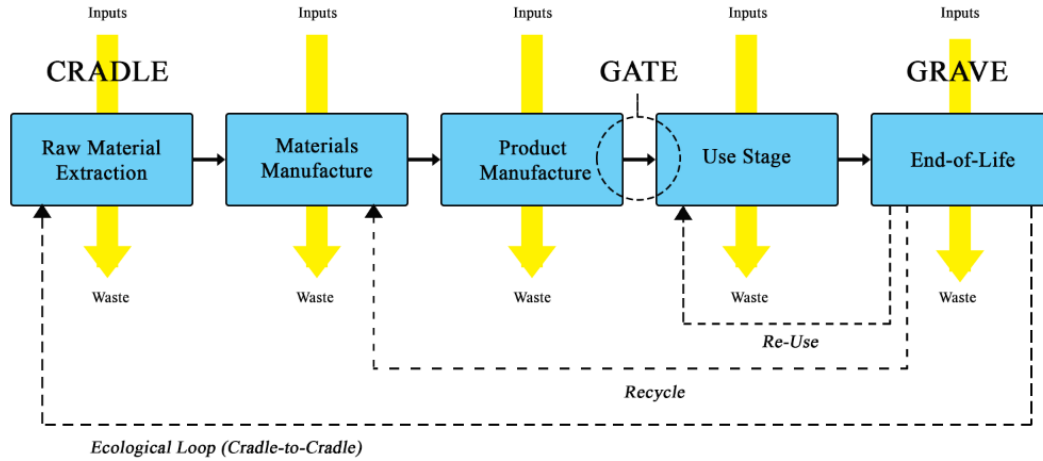 Inputs
Inputs
Inputs
Inputs
Inputs
CRADLE
GATE
GRAVE
Raw Material
Extraction
Materials
Manufacture
Product
Manufacture
Use Stage
End-of-Life
Waste
Waste
Waste
Waste
Waste
Re-Use
Recycle
Ecological Loop (Cradle-to-Cradle)